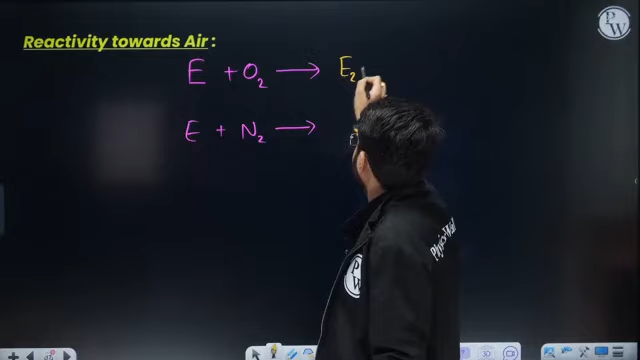 Reactivity towards Air :
E + O₂ ⟶ E₂
E + N₂ ⟶
P W
P W